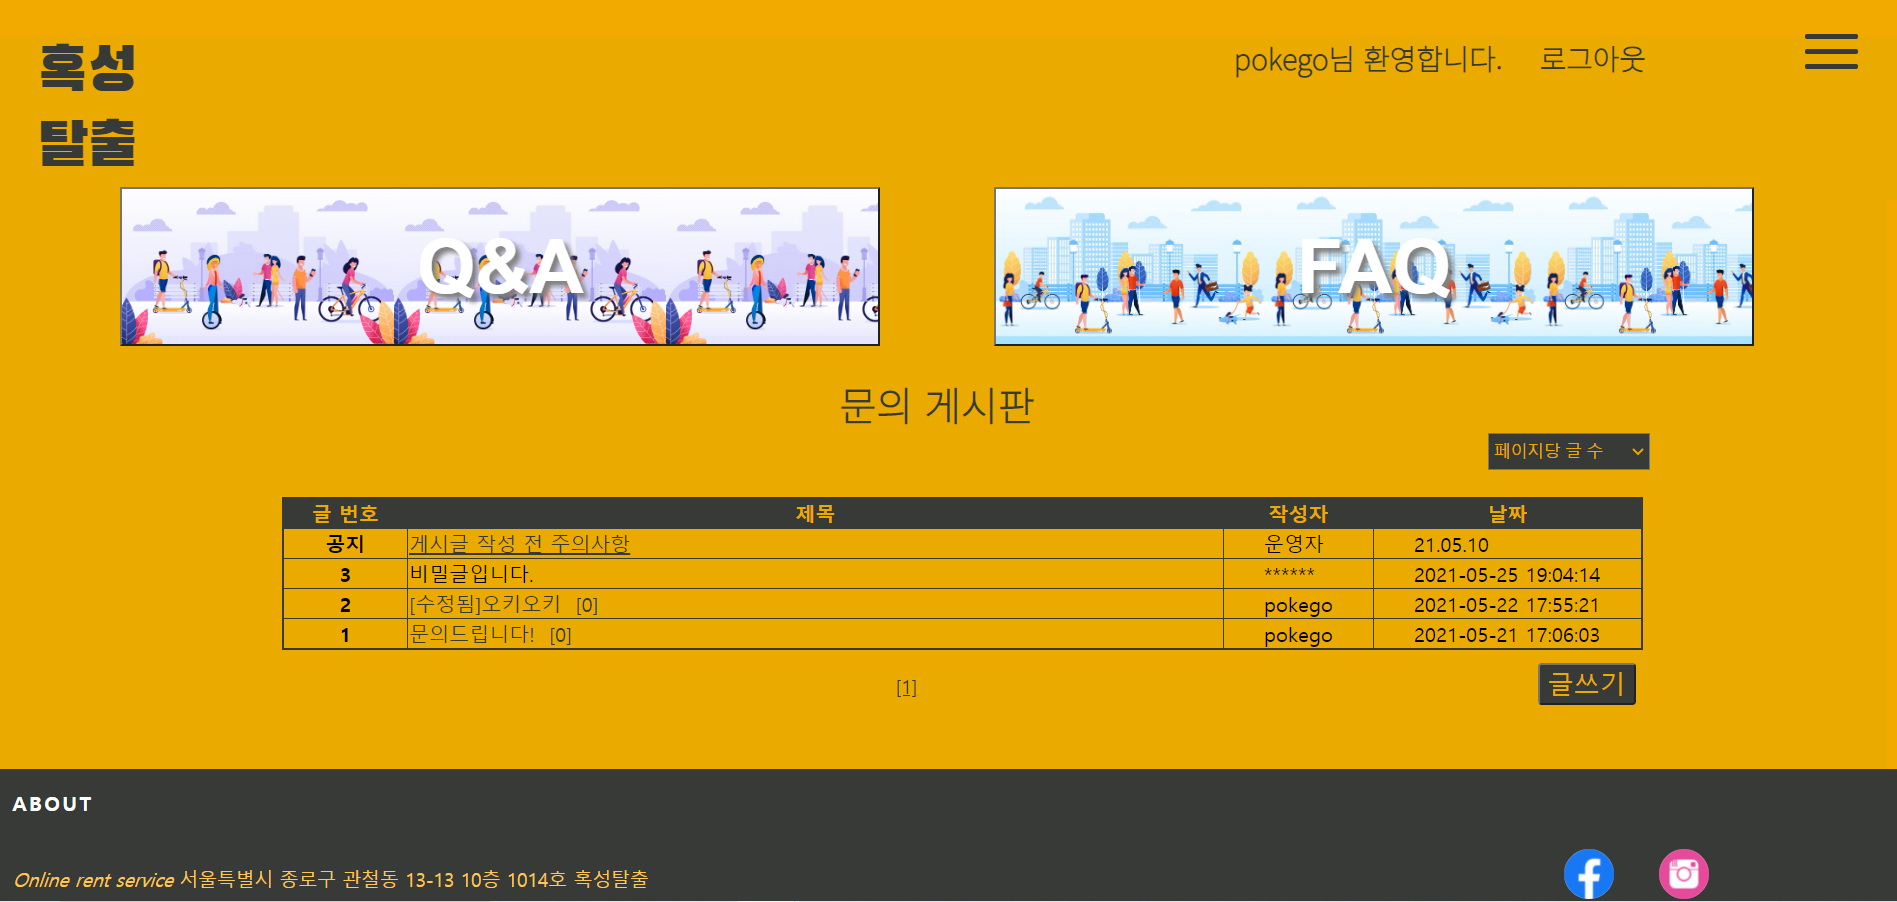 혹성
탈출
pokego님 환영합니다. 로그아웃
Q&A
FAQ
문의 게시판
페이지당 글 수
글 번호 제목 작성자 날짜
공지 게시글 작성 전 주의사항 운영자 21.05.10
3 비밀글입니다. ****** 2021-05-25 19:04:14
2 [수정됨]오키오키 [0] pokego 2021-05-22 17:55:21
1 문의드립니다! [0] pokego 2021-05-21 17:06:03
[1]
글쓰기
ABOUT
Online rent service 서울특별시 종로구 관철동 13-13 10층 1014호 혹성탈출